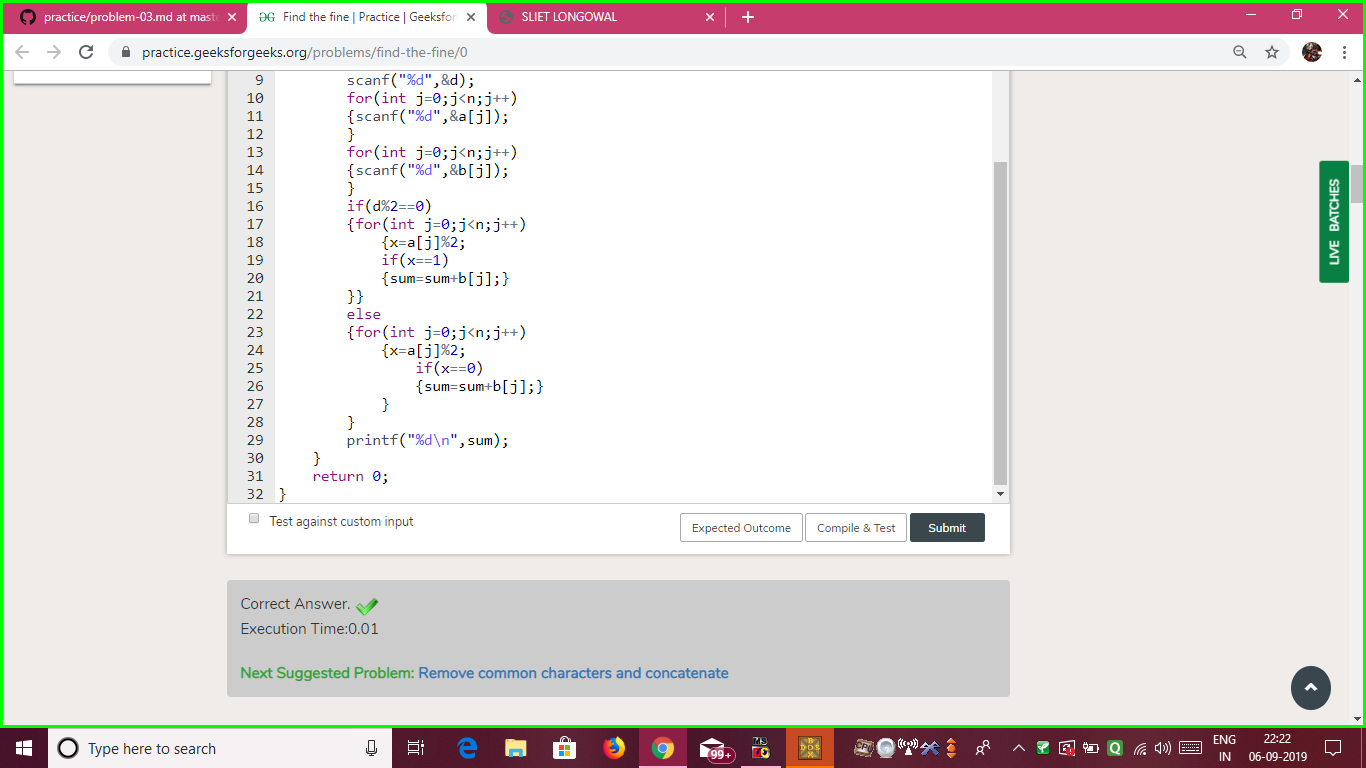 practice/problem-03.md at mast
Find the fine | Practice | Geeksfor
SLIET LONGOWAL
practice.geeksforgeeks.org/problems/find-the-fine/0
9 scanf("%d",&d);
10 for(int j=0;j<n;j++)
11 {scanf("%d",&a[j]);
12 }
13 for(int j=0;j<n;j++)
14 {scanf("%d",&b[j]);
15 }
16 if(d%2==0)
17 {for(int j=0;j<n;j++)
18 {x=a[j]%2;
19 if(x==1)
20 {sum=sum+b[j];}
21 }}
22 else
23 {for(int j=0;j<n;j++)
24 {x=a[j]%2;
25 if(x==0)
26 {sum=sum+b[j];}
27 }
28 }
29 printf("%d\n",sum);
30 }
31 return 0;
32 }
LIVE BATCHES
Test against custom input
Expected Outcome
Compile & Test
Submit
Correct Answer.
Execution Time:0.01
Next Suggested Problem: Remove common characters and concatenate
Type here to search
99+
ENG
IN
22:22
06-09-2019